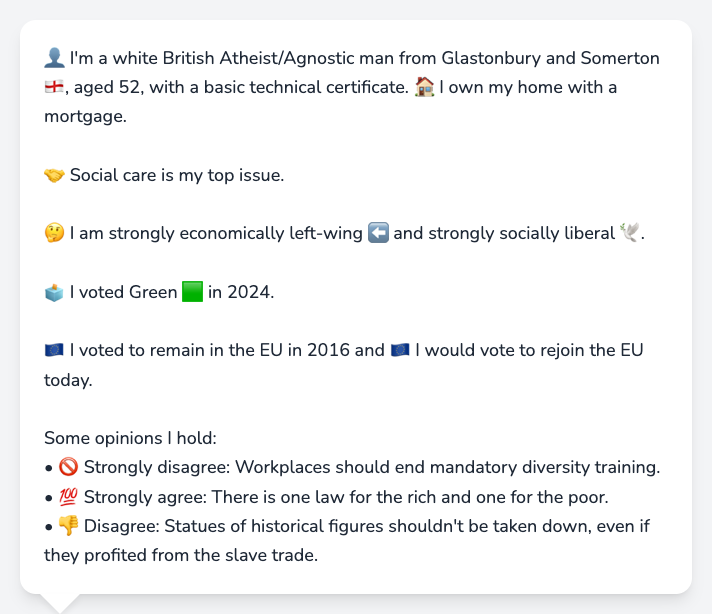 👤 I'm a white British Atheist/Agnostic man from Glastonbury and Somerton
🏴󠁧󠁢󠁥󠁮󠁧󠁿, aged 52, with a basic technical certificate. 🏠 I own my home with a
mortgage.
🤝 Social care is my top issue.
🤔 I am strongly economically left-wing ⬅️ and strongly socially liberal 🕊️.
🗳️ I voted Green 🟩 in 2024.
🇪🇺 I voted to remain in the EU in 2016 and 🇪🇺 I would vote to rejoin the EU
today.
Some opinions I hold:
• 🚫 Strongly disagree: Workplaces should end mandatory diversity training.
• 💯 Strongly agree: There is one law for the rich and one for the poor.
• 👎 Disagree: Statues of historical figures shouldn't be taken down, even if
they profited from the slave trade.